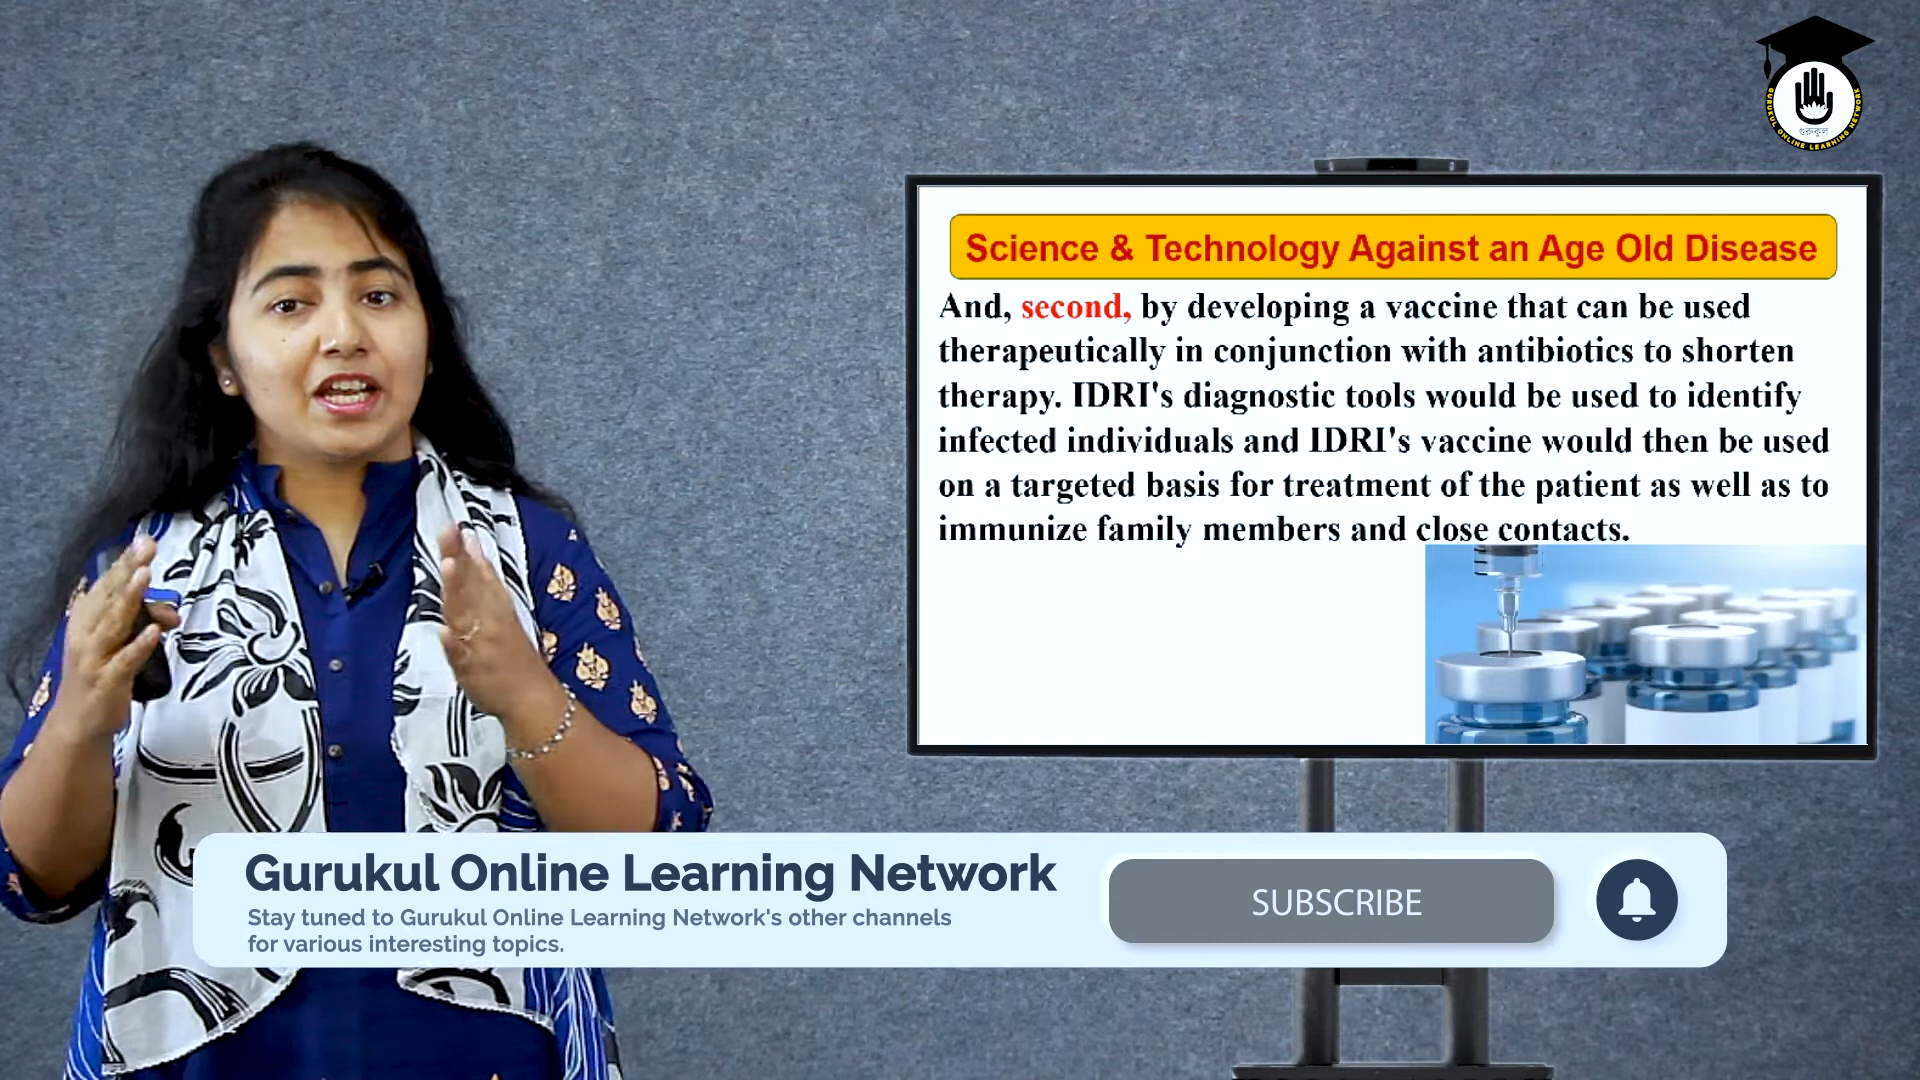 GURUKUL ONLINE LEARNING NETWORK
গুরুকুল
Science & Technology Against an Age Old Disease
And, second, by developing a vaccine that can be used
therapeutically in conjunction with antibiotics to shorten
therapy. IDRI's diagnostic tools would be used to identify
infected individuals and IDRI's vaccine would then be used
on a targeted basis for treatment of the patient as well as to
immunize family members and close contacts.
Gurukul Online Learning Network
Stay tuned to Gurukul Online Learning Network's other channels
for various interesting topics.
SUBSCRIBE